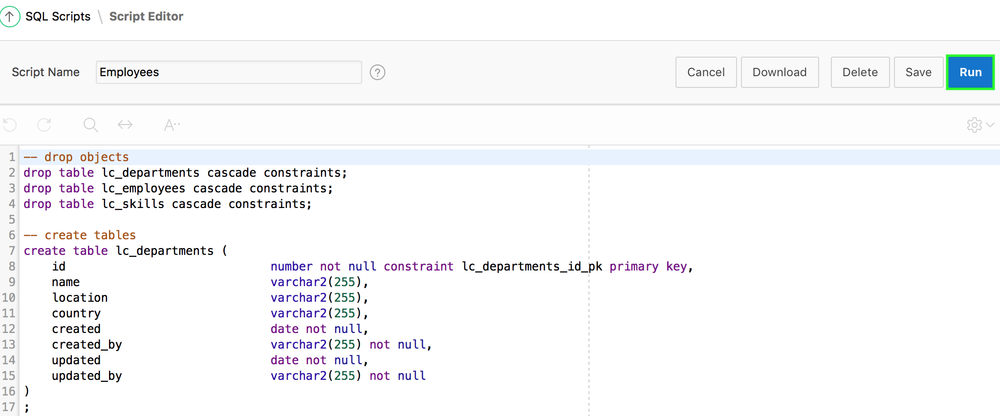 SQL Scripts \ Script Editor
Script Name Employees ? Cancel Download Delete Save Run
A
1 -- drop objects
2 drop table lc_departments cascade constraints;
3 drop table lc_employees cascade constraints;
4 drop table lc_skills cascade constraints;
5
6 -- create tables
7 create table lc_departments (
8 id number not null constraint lc_departments_id_pk primary key,
9 name varchar2(255),
10 location varchar2(255),
11 country varchar2(255),
12 created date not null,
13 created_by varchar2(255) not null,
14 updated date not null,
15 updated_by varchar2(255) not null
16 )
17 ;